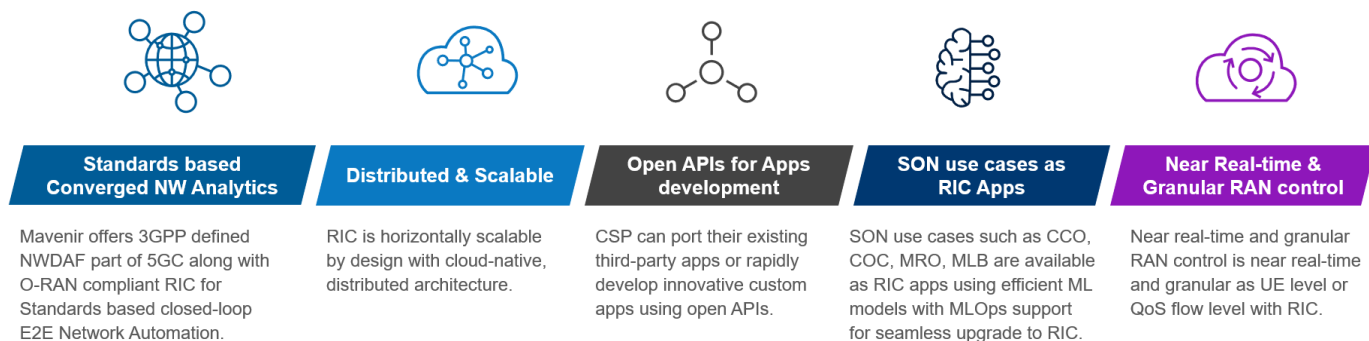 Standards based
Converged NW Analytics
Mavenir offers 3GPP defined
NWDAF part of 5GC along with
O-RAN compliant RIC for
Standards based closed-loop
E2E Network Automation.
Distributed & Scalable
RIC is horizontally scalable
by design with cloud-native,
distributed architecture.
Open APIs for Apps
development
CSP can port their existing
third-party apps or rapidly
develop innovative custom
apps using open APIs.
SON use cases as
RIC Apps
SON use cases such as CCO,
COC, MRO, MLB are available
as RIC apps using efficient ML
models with MLOps support
for seamless upgrade to RIC.
Near Real-time &
Granular RAN control
Near real-time and granular
RAN control is near real-time
and granular as UE level or
QoS flow level with RIC.